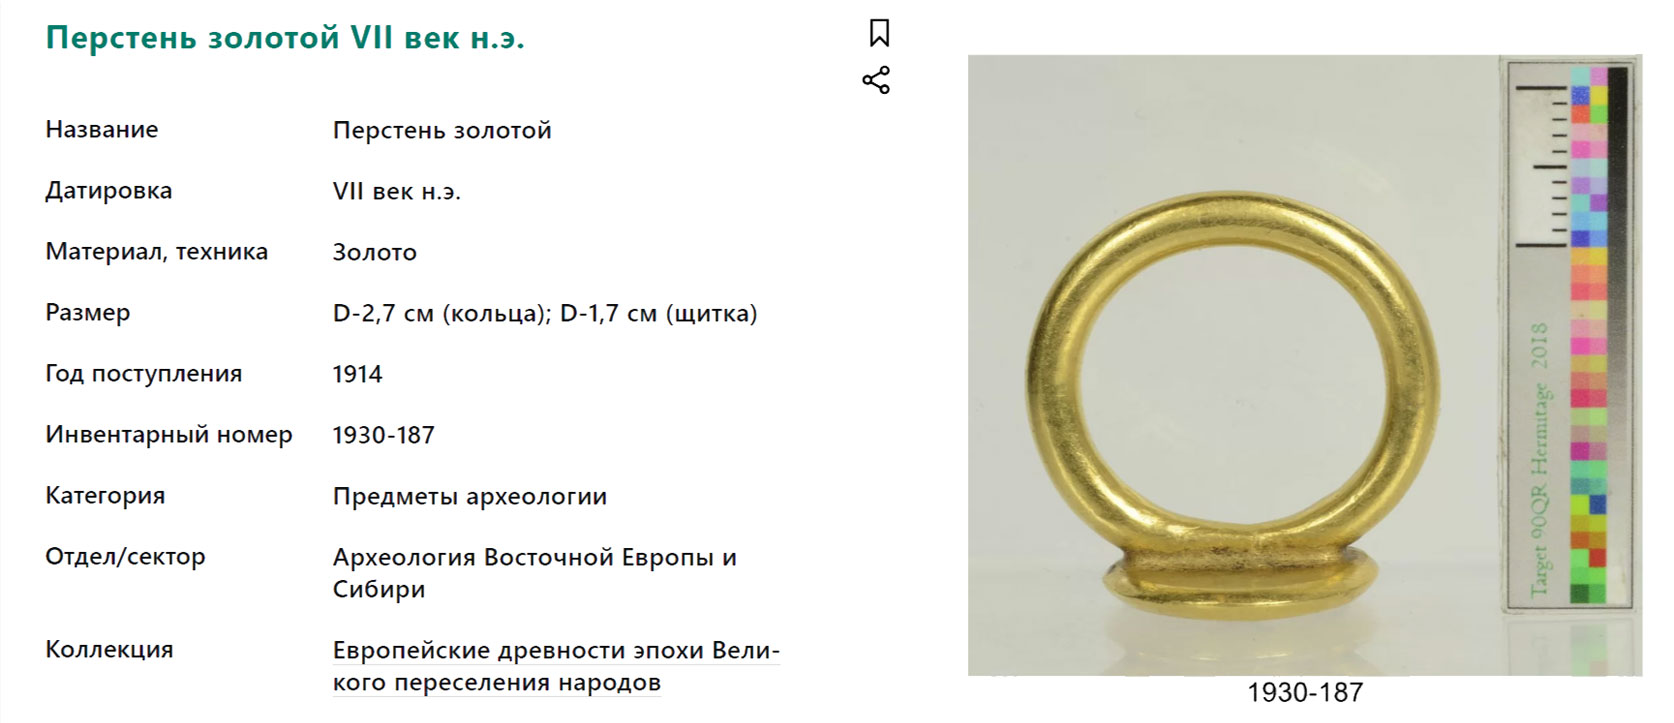 Перстень золотой VII век н.э.
Название Перстень золотой
Датировка VII век н.э.
Материал, техника Золото
Размер D-2,7 см (кольца); D-1,7 см (щитка)
Год поступления 1914
Инвентарный номер 1930-187
Категория Предметы археологии
Отдел/сектор Археология Восточной Европы и
Сибири
Коллекция Европейские древности эпохи Вели-
кого переселения народов
Target 90QR Hermitage 2018
1930-187